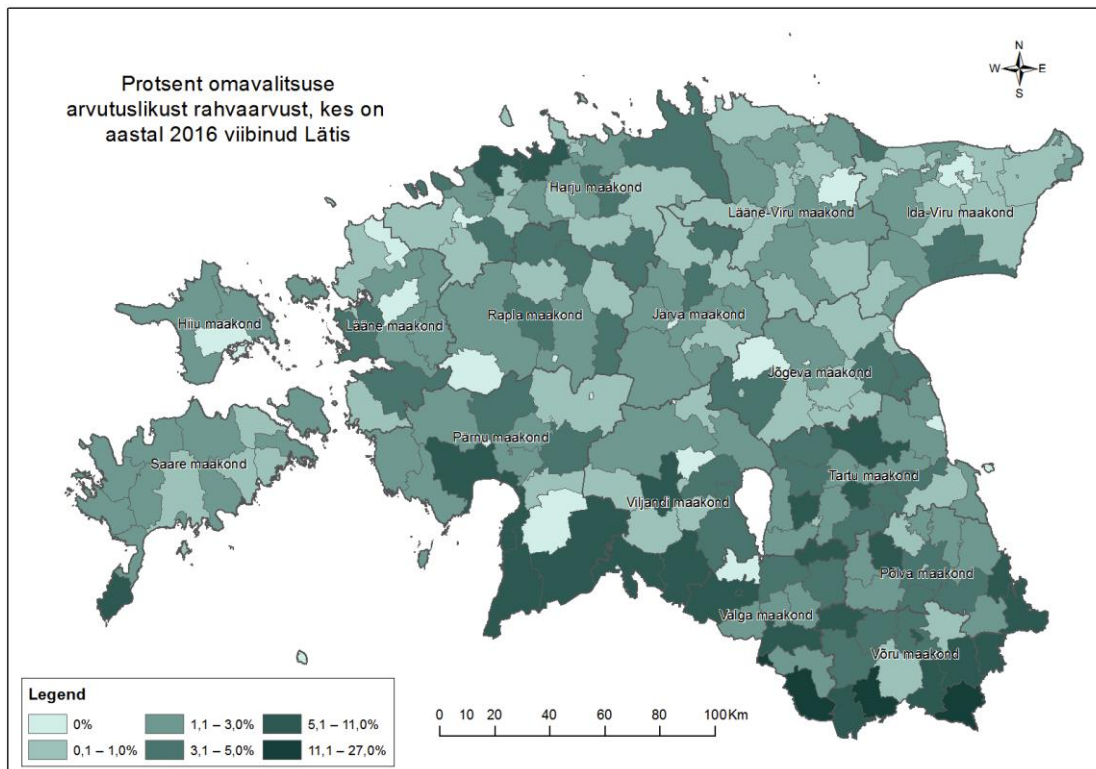 Protsent omavalitsuse
arvutuslikust rahvaarvust, kes on
aastal 2016 viibinud Lätis
N
W E
S
Harju maakond
Lääne-Viru maakond
Ida-Viru maakond
Hiiu maakond
Lääne maakond
Rapla maakond
Järva maakond
Jõgeva maakond
Saare maakond
Pärnu maakond
Viljandi maakond
Tartu maakond
Põlva maakond
Valga maakond
Võru maakond
Legend
0% 1,1 – 3,0% 5,1 – 11,0%
0,1 – 1,0% 3,1 – 5,0% 11,1 – 27,0%
0 20 40 60 80 100 Km